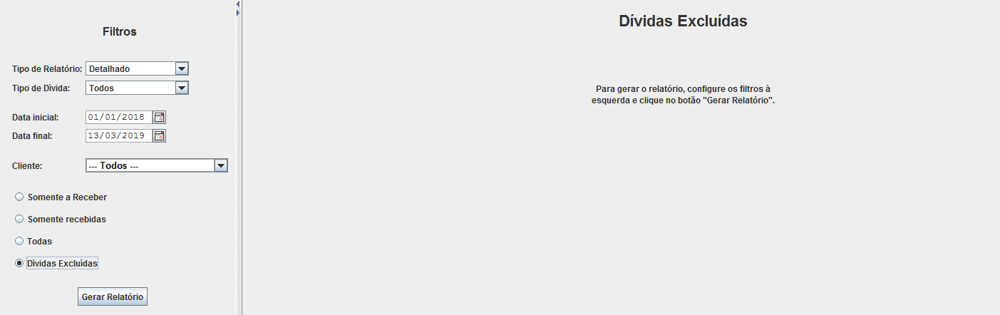 Filtros
Tipo de Relatório: Detalhado
Tipo de Dívida: Todos
Data inicial: 01/01/2018
Data final: 13/03/2019
Cliente: --- Todos ---
Somente a Receber
Somente recebidas
Todas
Dívidas Excluídas
Gerar Relatório
Dívidas Excluídas
Para gerar o relatório, configure os filtros à
esquerda e clique no botão "Gerar Relatório".